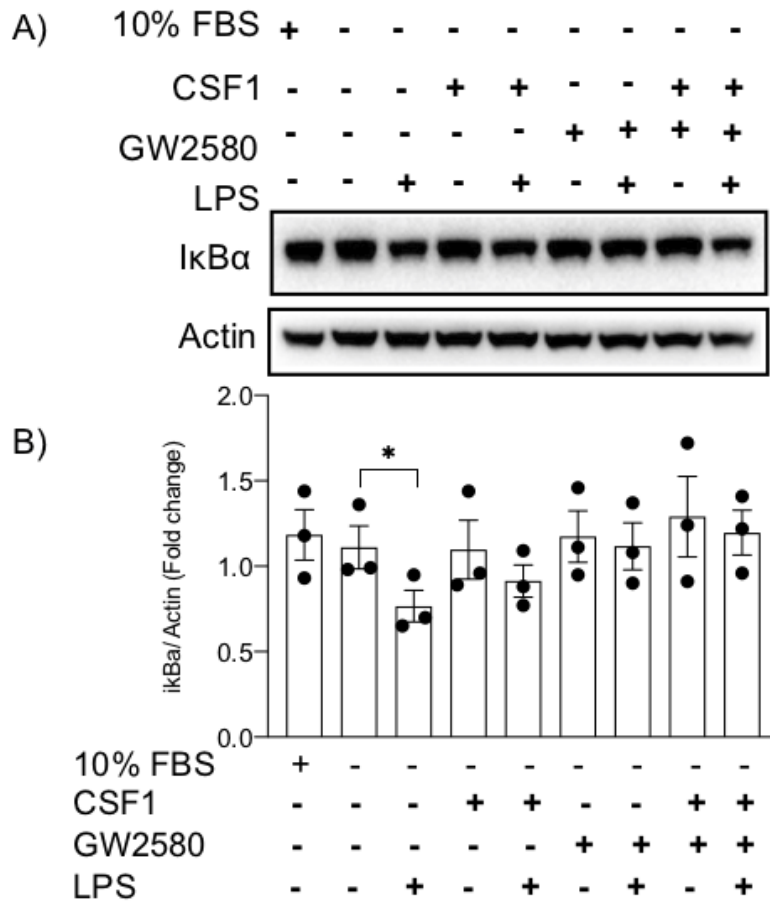 A) 10% FBS + - - - - - - - -
CSF1 - - - + + - - + +
GW2580 - - - - - + + + +
LPS - - + - + - + - +
IκBα
Actin
B)
ikBa/ Actin (Fold change)
2.0
1.5
1.0
0.5
0.0
*
10% FBS + - - - - - - - -
CSF1 - - - + + - - + +
GW2580 - - - - - + + + +
LPS - - + - + - + - +